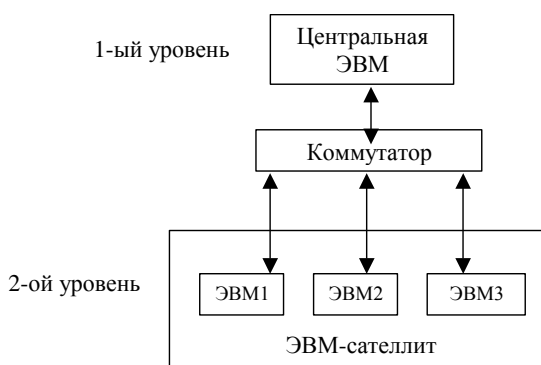 1-ый уровень
Центральная
ЭВМ
Коммутатор
2-ой уровень
ЭВМ1
ЭВМ2
ЭВМ3
ЭВМ-сателлит